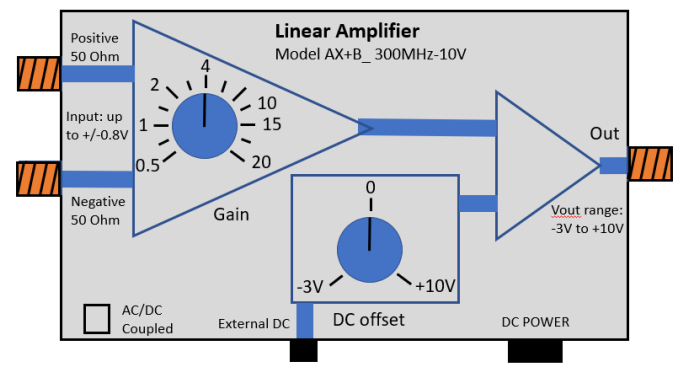 Linear Amplifier
Model AX+B_ 300MHz-10V
Positive
50 Ohm
Input: up
to +/-0.8V
Negative
50 Ohm
4
2
10
1
15
0.5
20
Gain
0
-3V
+10V
DC offset
Out
Vout range:
-3V to +10V
AC/DC
Coupled
External DC
DC POWER